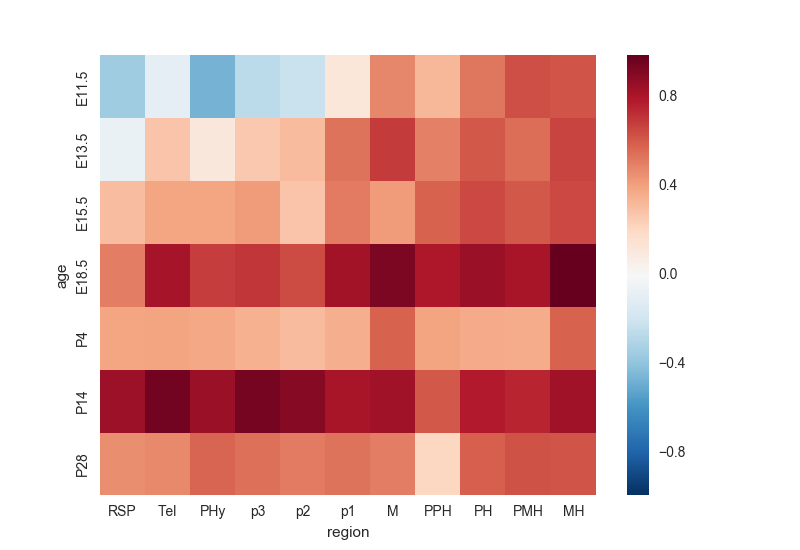 E11.5
E13.5
E15.5
E18.5
P4
P14
P28
age
RSP Tel PHy p3 p2 p1 M PPH PH PMH MH
region
0.8
0.4
0.0
−0.4
−0.8